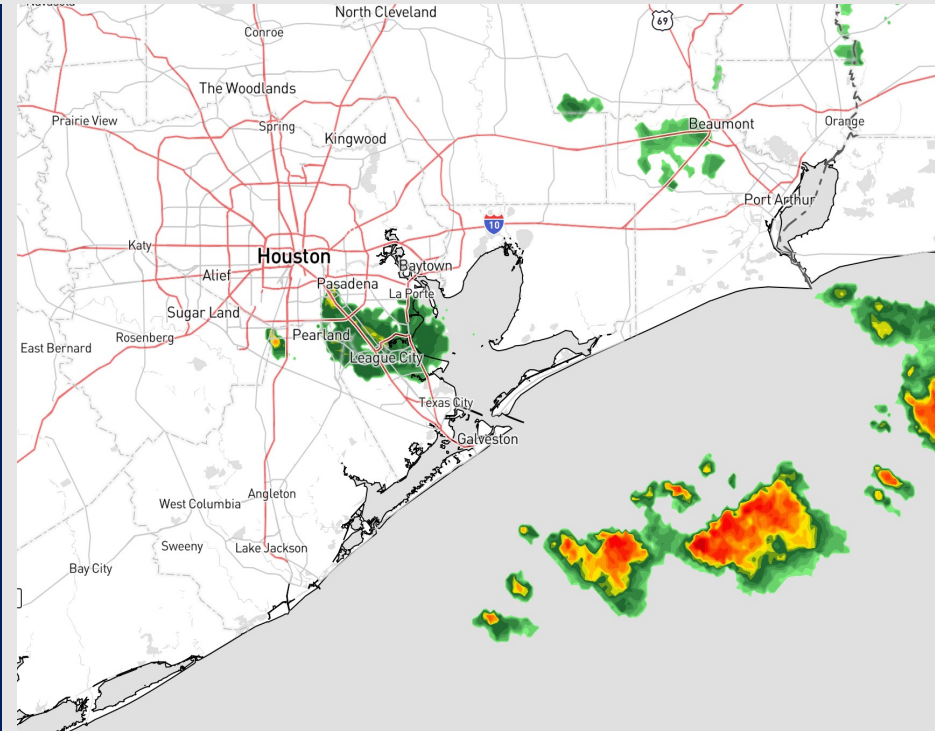 North Cleveland
69
Conroe
The Woodlands
Prairie View
Spring
Kingwood
Beaumont
Orange
Port Arthur
10
Katy
Houston
Alief
Baytown
Pasadena
La Porte
Sugar Land
Rosenberg
Pearland
East Bernard
League City
Texas City
Galveston
West Columbia
Angleton
Sweeny
Lake Jackson
Bay City